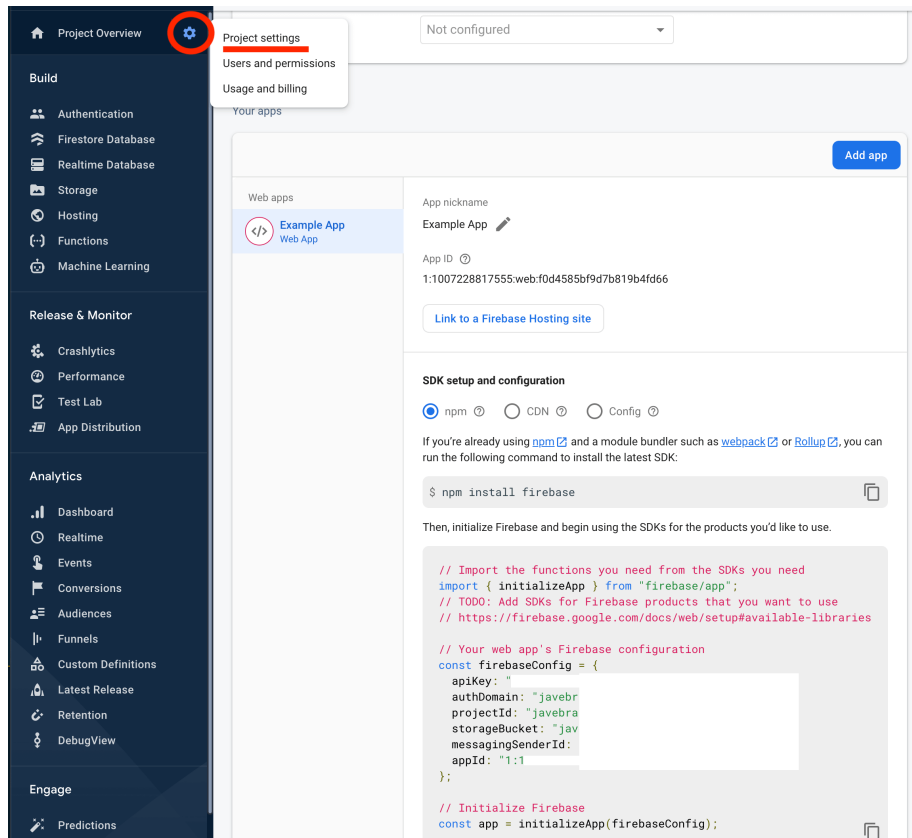 Project Overview
Build
Authentication
Firestore Database
Realtime Database
Storage
Hosting
Functions
Machine Learning
Release & Monitor
Crashlytics
Performance
Test Lab
App Distribution
Analytics
Dashboard
Realtime
Events
Conversions
Audiences
Funnels
Custom Definitions
Latest Release
Retention
DebugView
Engage
Predictions
Project settings
Users and permissions
Usage and billing
Not configured
Your apps
Add app
Web apps
Example App
Web App
App nickname
Example App
App ID
1:1007228817555:web:f0d4585bf9d7b819b4fd66
Link to a Firebase Hosting site
SDK setup and configuration
npm CDN Config
If you're already using npm and a module bundler such as webpack or Rollup, you can
run the following command to install the latest SDK:
$ npm install firebase
Then, initialize Firebase and begin using the SDKs for the products you'd like to use.
// Import the functions you need from the SDKs you need
import { initializeApp } from "firebase/app";
// TODO: Add SDKs for Firebase products that you want to use
// https://firebase.google.com/docs/web/setup#available-libraries
// Your web app's Firebase configuration
const firebaseConfig = {
apiKey: "
authDomain: "javebr
projectId: "javebra
storageBucket: "jav
messagingSenderId:
appId: "1:1
};
// Initialize Firebase
const app = initializeApp(firebaseConfig);